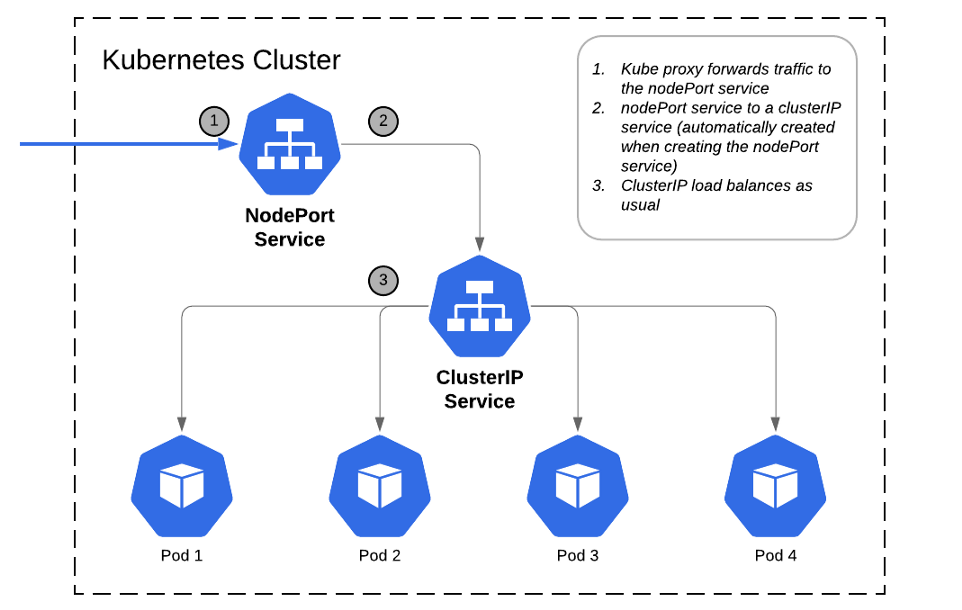 Kubernetes Cluster
1. Kube proxy forwards traffic to
the nodePort service
2. nodePort service to a clusterIP
service (automatically created
when creating the nodePort
service)
3. ClusterIP load balances as
usual
1
2
NodePort
Service
3
ClusterIP
Service
Pod 1
Pod 2
Pod 3
Pod 4